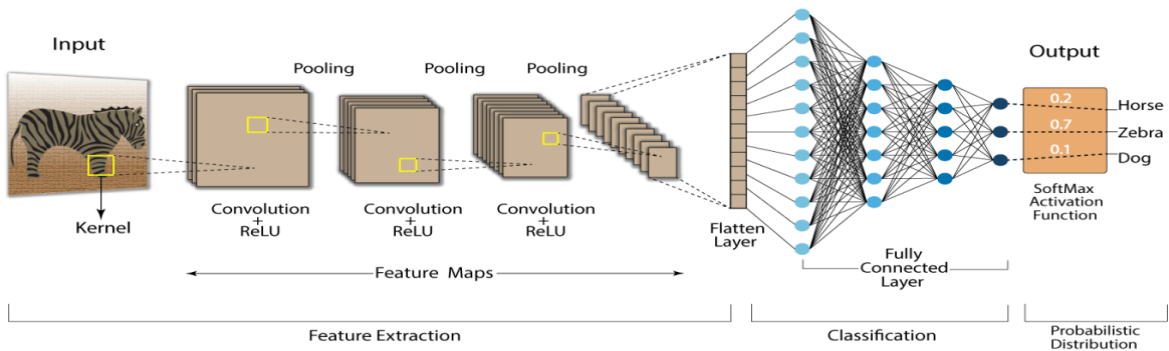 Input
Kernel
Pooling
Pooling
Pooling
Convolution
+
ReLU
Convolution
+
ReLU
Convolution
+
ReLU
Feature Maps
Flatten
Layer
Fully
Connected
Layer
Output
0.2
0.7
0.1
Horse
Zebra
Dog
SoftMax
Activation
Function
Feature Extraction
Classification
Probabilistic
Distribution